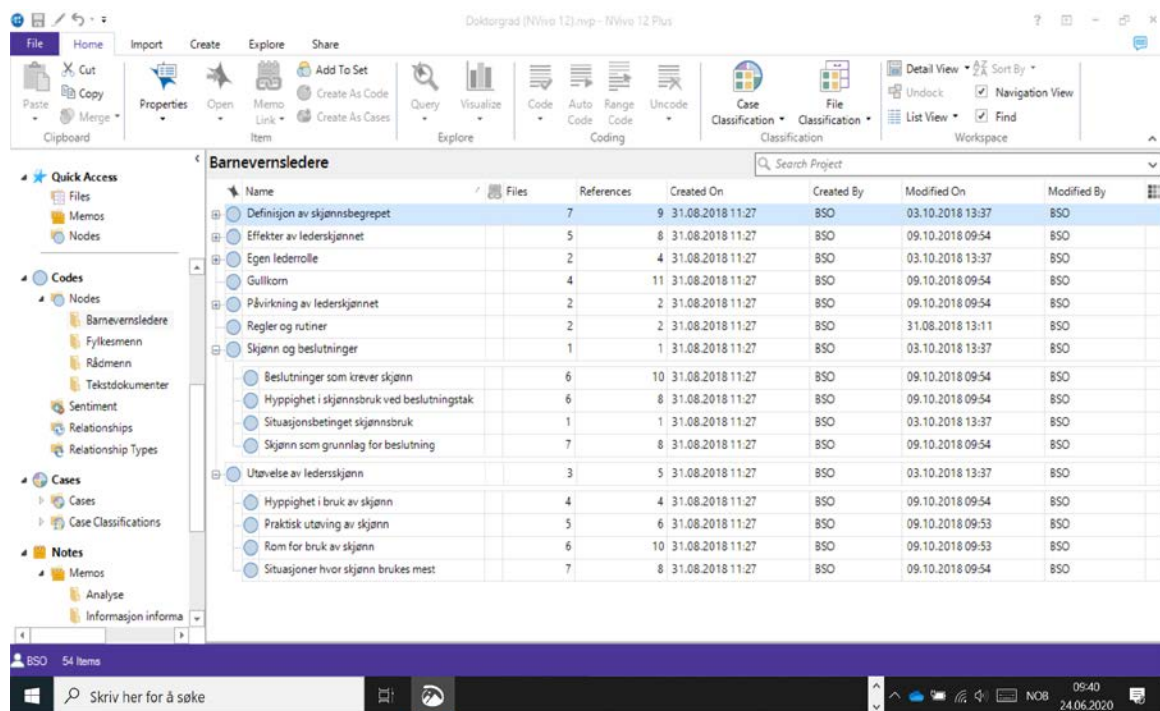 Doktorgrad (NVivo 12).nvp - NVivo 12 Plus
File Home Import Create Explore Share
Paste
Cut
Copy
Merge
Clipboard
Properties
Open
Memo Link
Add To Set
Create As Code
Create As Cases
Item
Query
Visualize
Explore
Code
Auto Code
Range Code
Uncode
Coding
Case Classification
File Classification
Classification
Detail View
Sort By
Undock
Navigation View
List View
Find
Workspace
Quick Access
Files
Memos
Nodes
Codes
Nodes
Barnevernsledere
Fylkesmenn
Rådmenn
Tekstdokumenter
Sentiment
Relationships
Relationship Types
Cases
Cases
Case Classifications
Notes
Memos
Analyse
Informasjon informa
Barnevernsledere
Search Project
Name Files References Created On Created By Modified On Modified By
Definisjon av skjønnsbegrepet 7 9 31.08.2018 11:27 BSO 03.10.2018 13:37 BSO
Effekter av lederskjønnet 5 8 31.08.2018 11:27 BSO 09.10.2018 09:54 BSO
Egen lederrolle 2 4 31.08.2018 11:27 BSO 03.10.2018 13:37 BSO
Gullkorn 4 11 31.08.2018 11:27 BSO 09.10.2018 09:54 BSO
Påvirkning av lederskjønnet 2 2 31.08.2018 11:27 BSO 09.10.2018 09:54 BSO
Regler og rutiner 2 2 31.08.2018 11:27 BSO 31.08.2018 13:11 BSO
Skjønn og beslutninger 1 1 31.08.2018 11:27 BSO 03.10.2018 13:37 BSO
Beslutninger som krever skjønn 6 10 31.08.2018 11:27 BSO 09.10.2018 09:54 BSO
Hyppighet i skjønnsbruk ved beslutningstak 6 8 31.08.2018 11:27 BSO 09.10.2018 09:54 BSO
Situasjonsbetinget skjønnsbruk 1 1 31.08.2018 11:27 BSO 03.10.2018 13:37 BSO
Skjønn som grunnlag for beslutning 7 8 31.08.2018 11:27 BSO 09.10.2018 09:54 BSO
Utøvelse av ledersskjønn 3 5 31.08.2018 11:27 BSO 03.10.2018 13:37 BSO
Hyppighet i bruk av skjønn 4 4 31.08.2018 11:27 BSO 09.10.2018 09:54 BSO
Praktisk utøving av skjønn 5 6 31.08.2018 11:27 BSO 09.10.2018 09:53 BSO
Rom for bruk av skjønn 6 10 31.08.2018 11:27 BSO 09.10.2018 09:53 BSO
Situasjoner hvor skjønn brukes mest 7 8 31.08.2018 11:27 BSO 09.10.2018 09:54 BSO
BSO 54 Items
Skriv her for å søke
NOB
09:40
24.06.2020